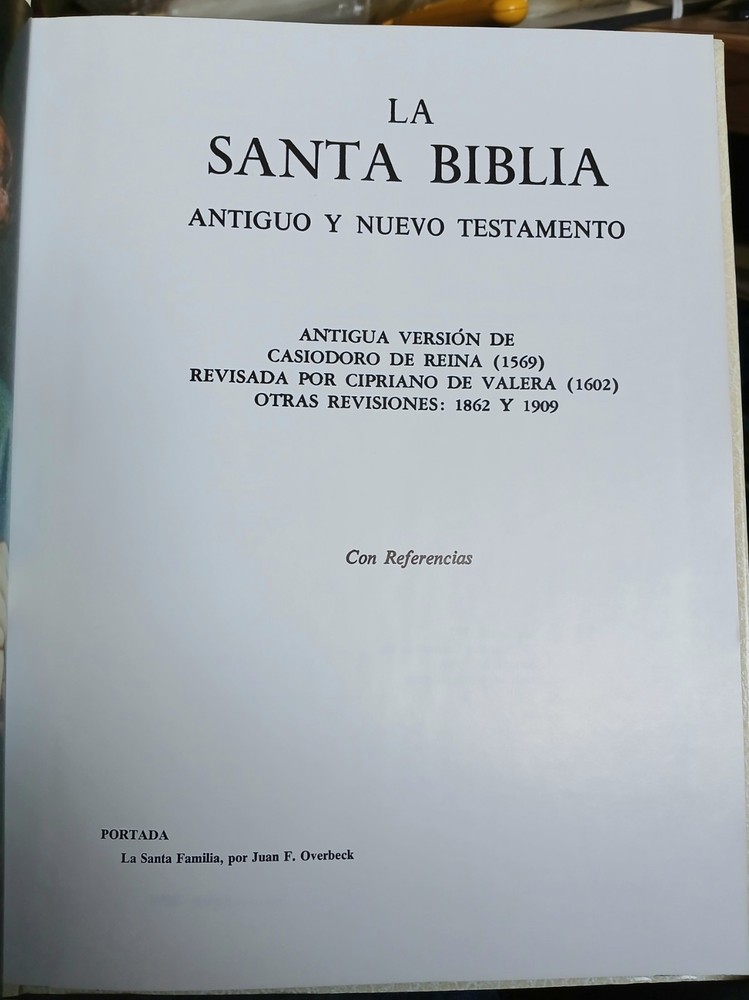 LA
SANTA BIBLIA
ANTIGUO Y NUEVO TESTAMENTO
ANTIGUA VERSIÓN DE
CASIODORO DE REINA (1569)
REVISADA POR CIPRIANO DE VALERA (1602)
OTRAS REVISIONES: 1862 Y 1909
Con Referencias
PORTADA
La Santa Familia, por Juan F. Overbeck